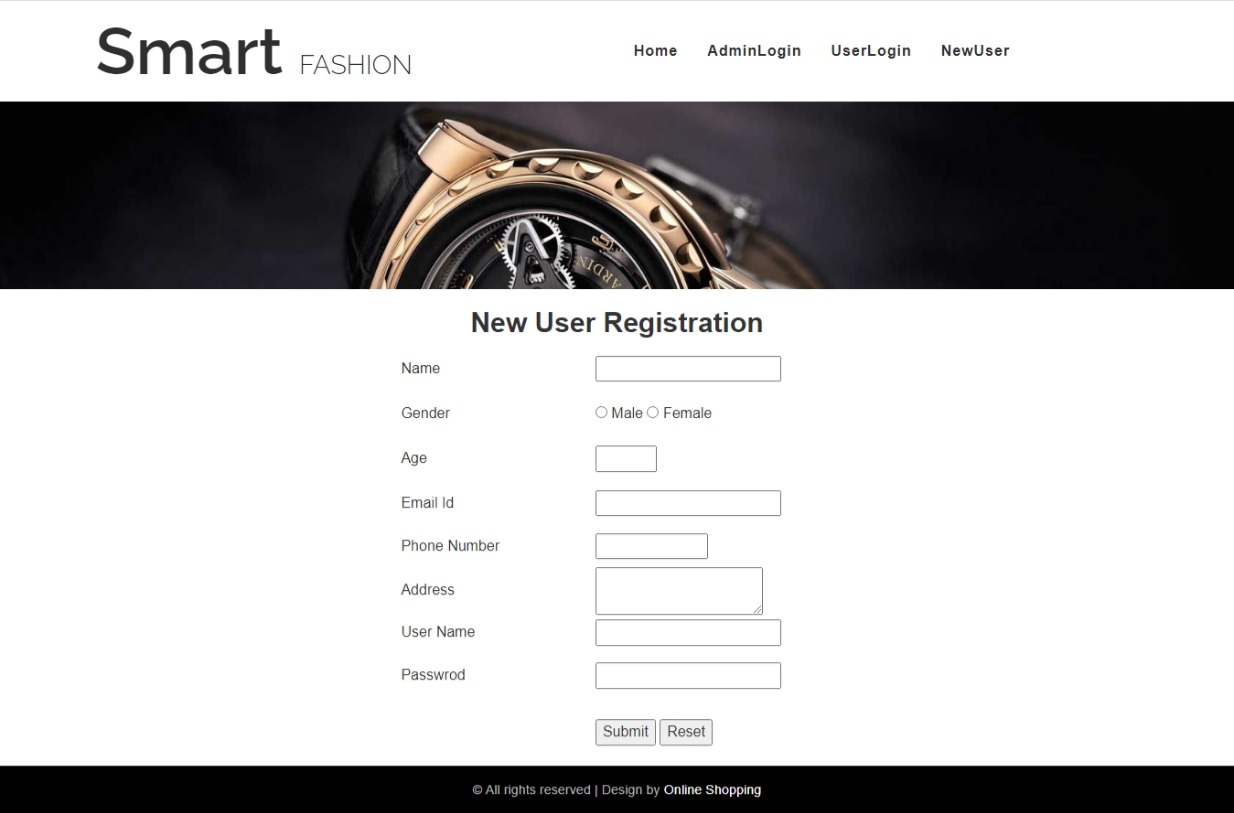 Smart FASHION
Home AdminLogin UserLogin NewUser
ARDIN
New User Registration
Name
Gender Male Female
Age
Email Id
Phone Number
Address
User Name
Passwrod
Submit Reset
© All rights reserved | Design by Online Shopping